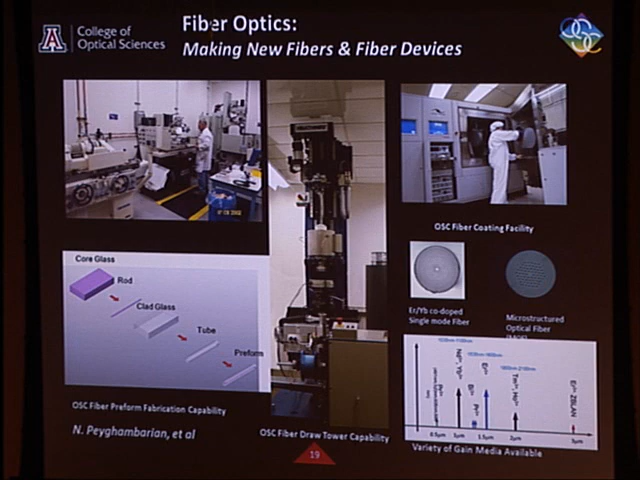 College of
Optical Sciences
Fiber Optics:
Making New Fibers & Fiber Devices
OSC Fiber Coating Facility
Core Glass
Rod
Clad Glass
Tube
Preform
OSC Fiber Preform Fabrication Capability
N. Peyghambarian, et al
OSC Fiber Draw Tower Capability
19
Er/Yb co-doped
Single mode Fiber
Microstructured
Optical Fiber
0.5μm 1μm 1.5μm 2μm 3μm
Variety of Gain Media Available